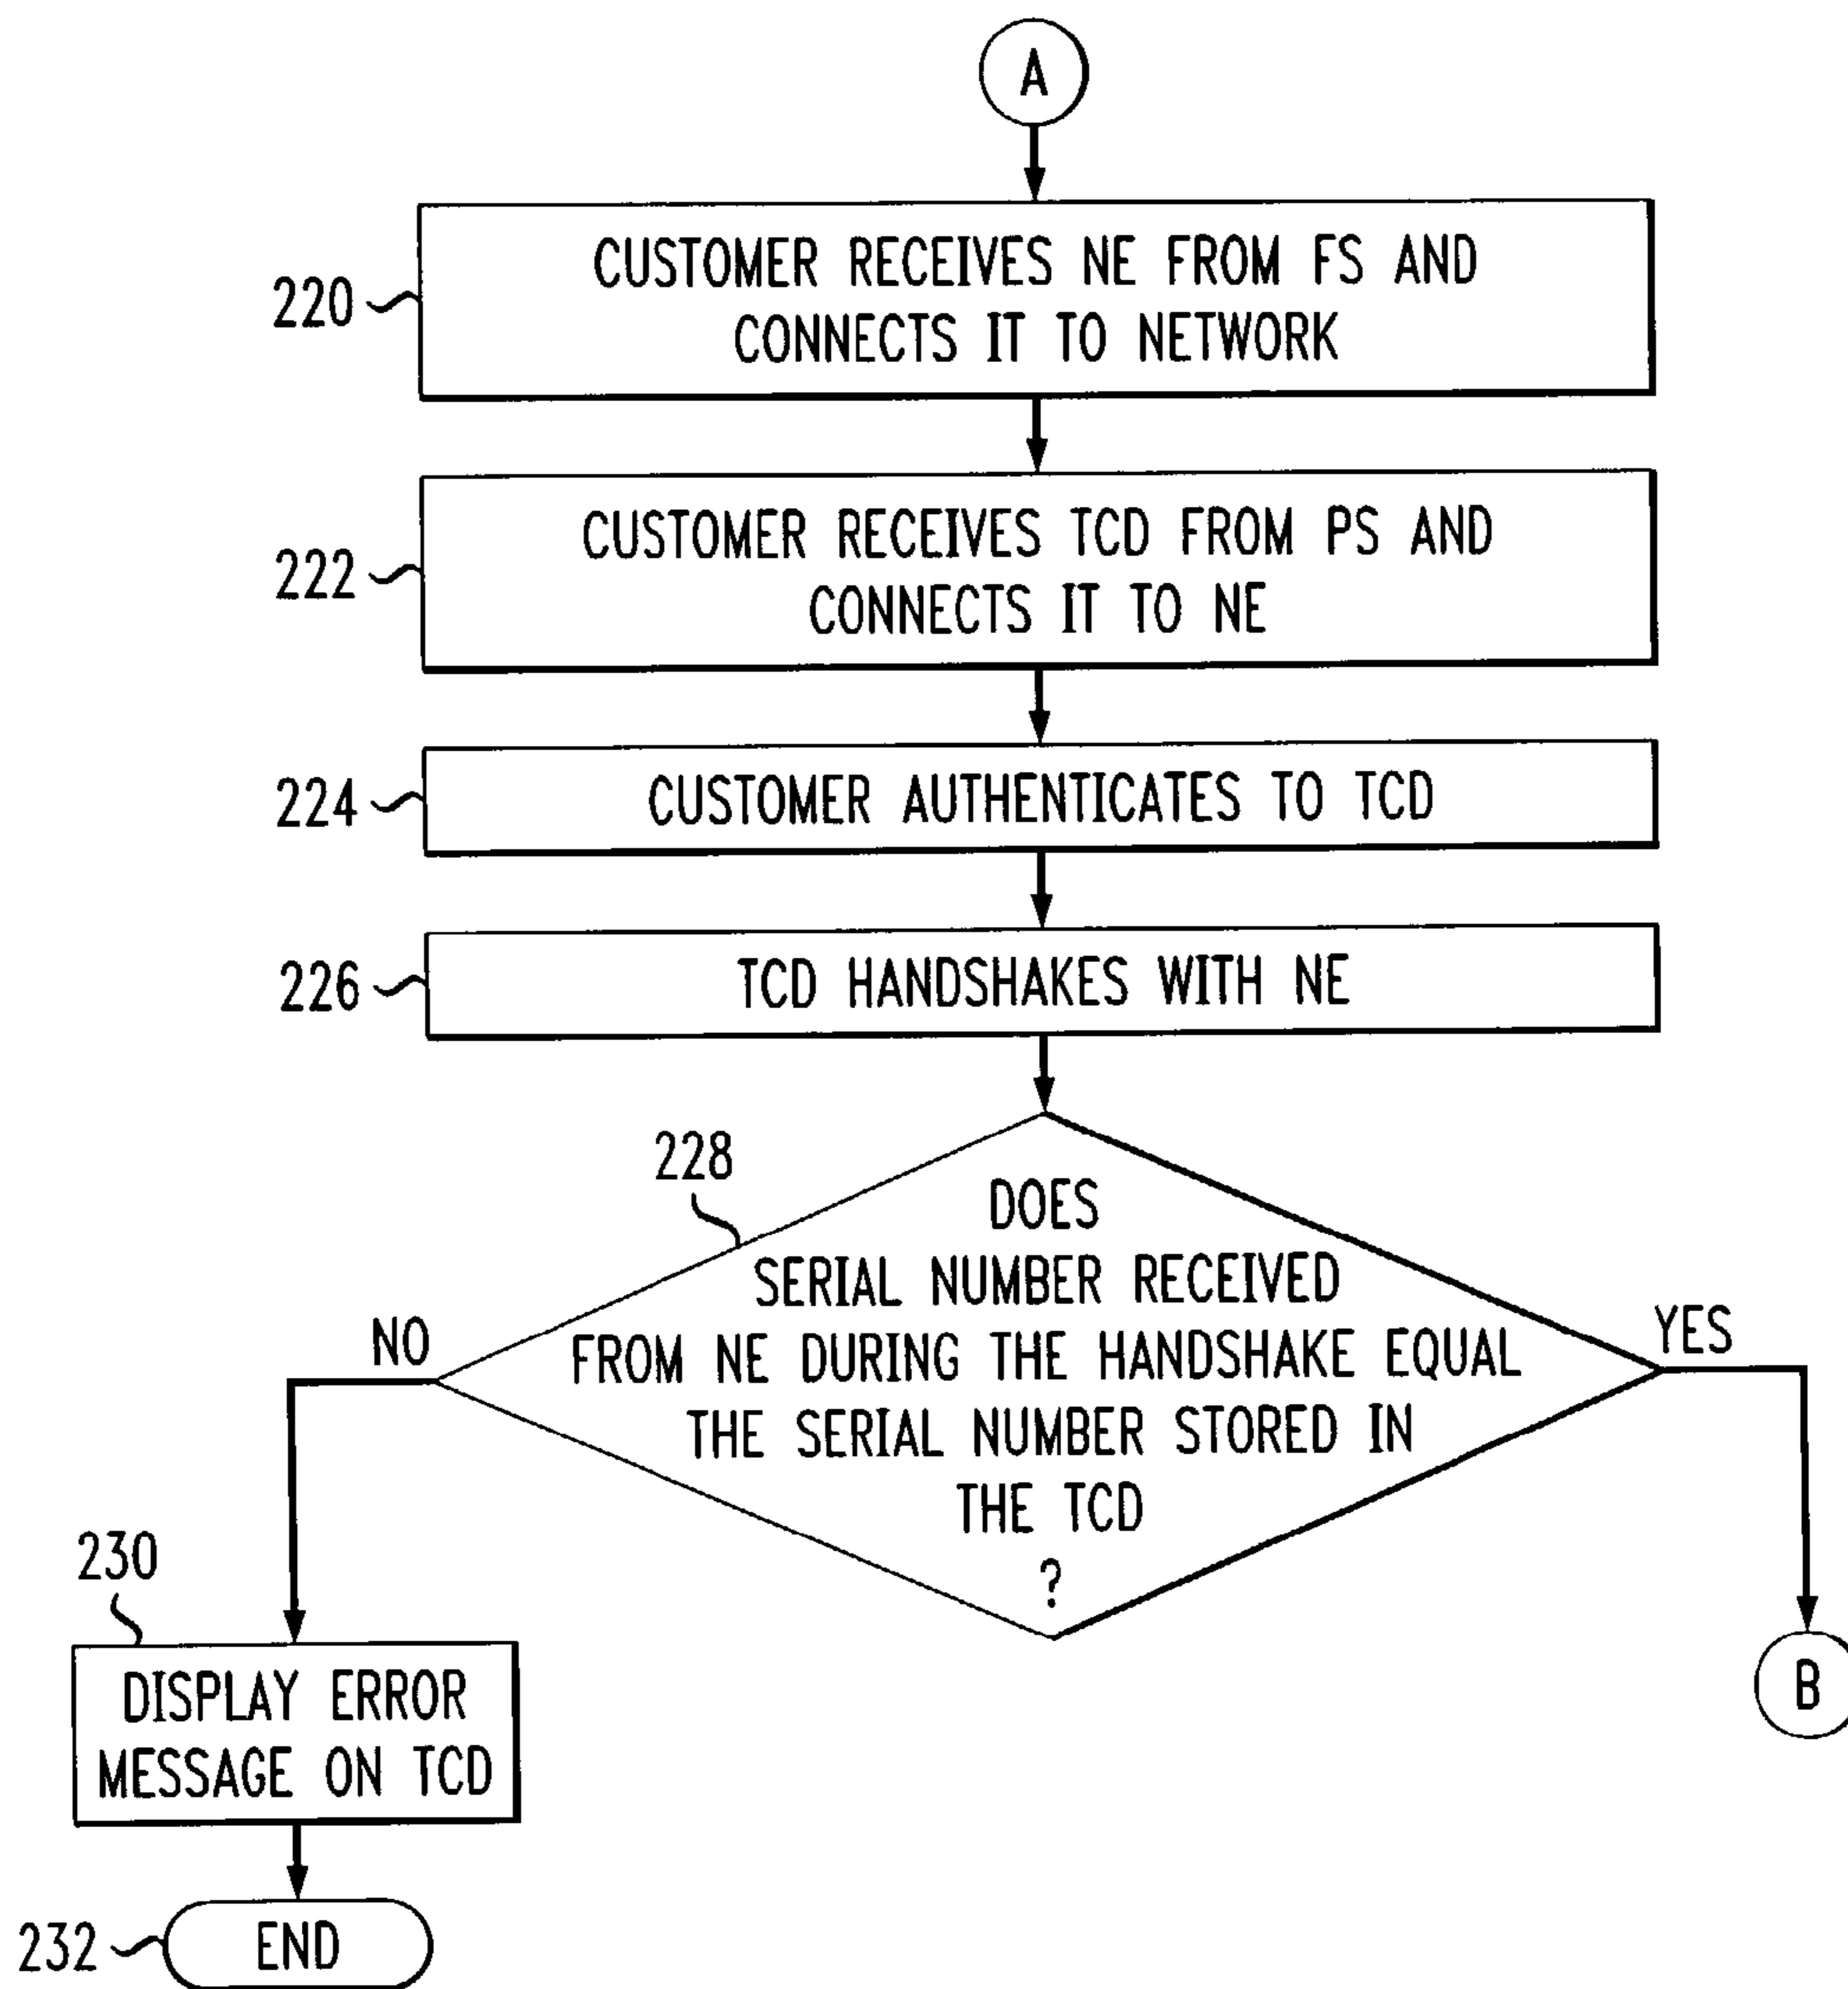 A
220
CUSTOMER RECEIVES NE FROM FS AND
CONNECTS IT TO NETWORK
222
CUSTOMER RECEIVES TCD FROM PS AND
CONNECTS IT TO NE
224
CUSTOMER AUTHENTICATES TO TCD
226
TCD HANDSHAKES WITH NE
228
DOES
SERIAL NUMBER RECEIVED
FROM NE DURING THE HANDSHAKE EQUAL
THE SERIAL NUMBER STORED IN
THE TCD
?
NO
YES
230
DISPLAY ERROR
MESSAGE ON TCD
B
232
END